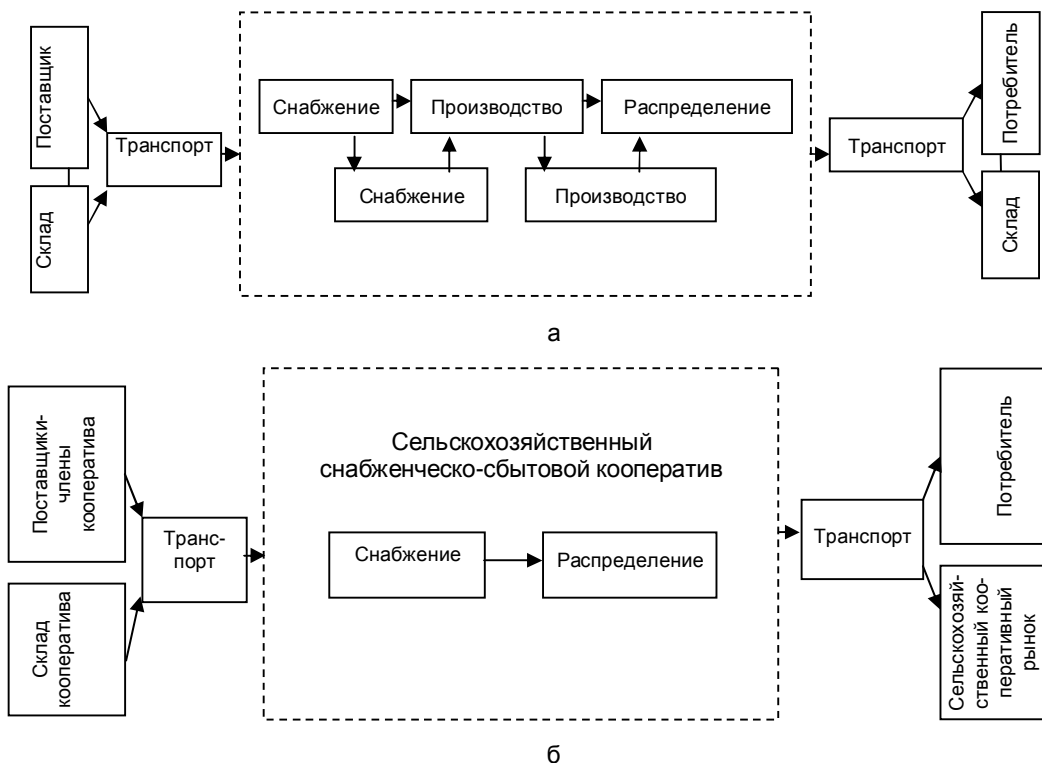 Поставщик
Склад
Транспорт
Снабжение
Производство
Распределение
Снабжение
Производство
Транспорт
Потребитель
Склад
а
Поставщики-
члены
кооператива
Склад
кооператива
Транс-
порт
Сельскохозяйственный
снабженческо-сбытовой кооператив
Снабжение
Распределение
Транспорт
Потребитель
Сельскохозяй-
ственный коо-
перативный
рынок
б